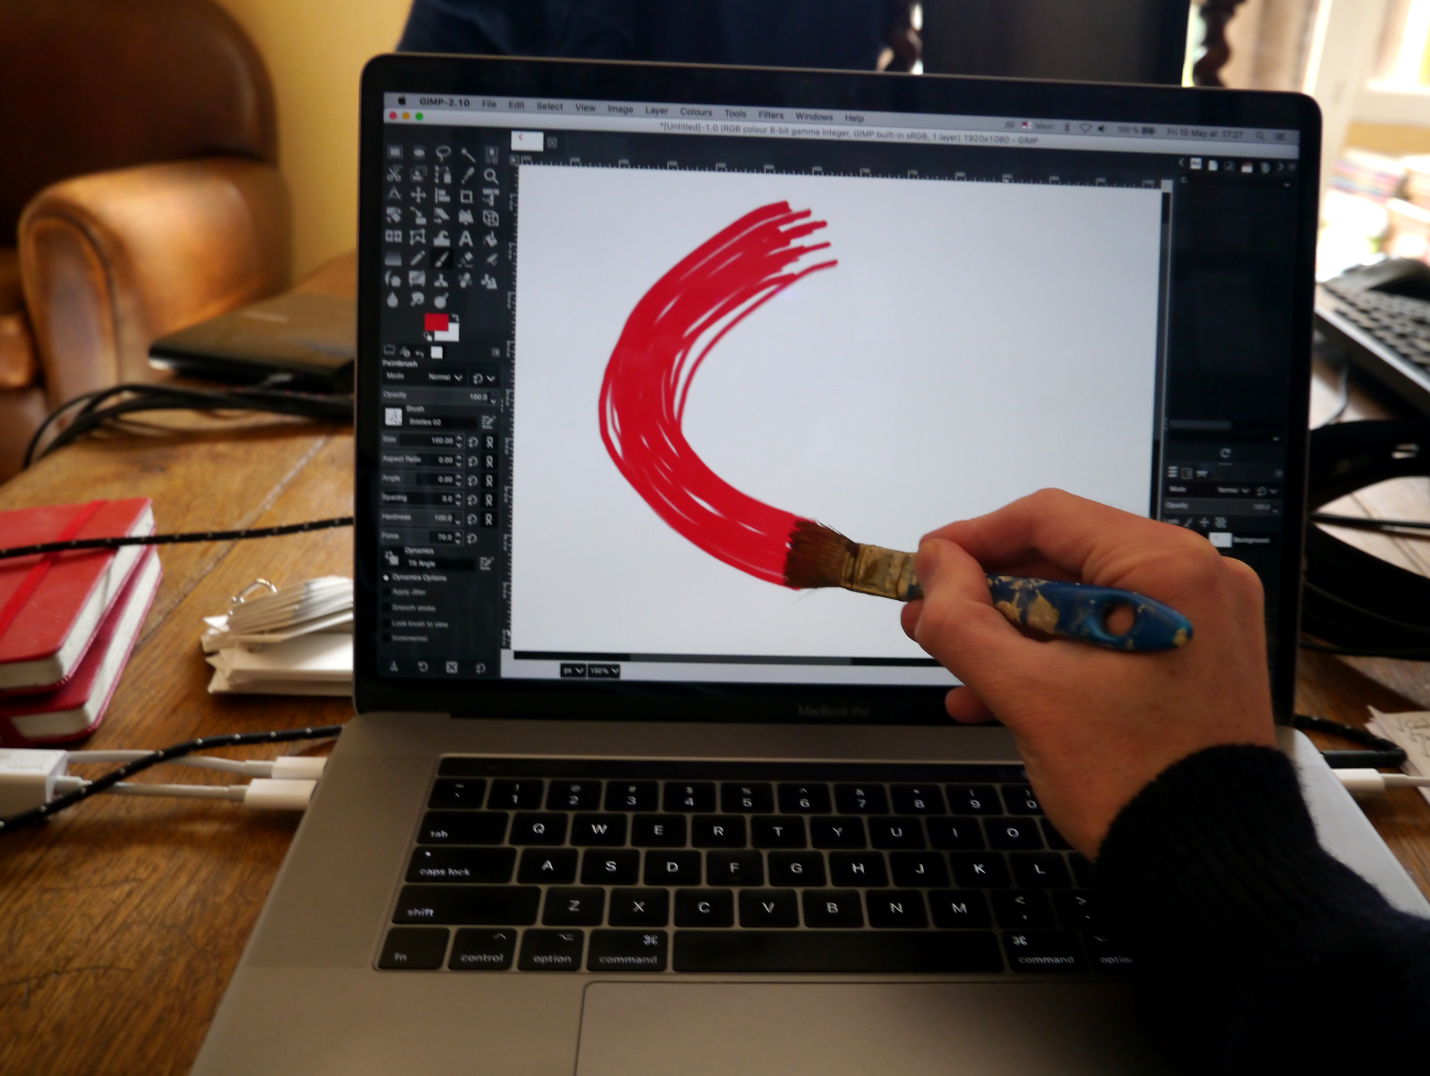 GIMP-2.10 File Edit Select View Image Layer Colours Tools Filters Windows Help
100% Fri 15 May at 17:27
*[Untitled]-1.0 (RGB colour 8-bit gamma integer, GIMP built-in sRGB, 1 layer) 1920x1080 – GIMP
Paintbrush
Mode Normal
Opacity 100.0
Brush
Bristles 02
Size 100.00
Aspect Ratio 0.00
Angle 0.00
Spacing 3.0
Hardness 100.0
Force 70.0
Dynamics
Tilt Angle
Dynamics Options
Apply Jitter
Smooth stroke
Lock brush to view
Incremental
px 150%
Mode Normal
Opacity 100.0
Background
MacBook Pro
~ ! @ # $ % ^ & * (
1 2 3 4 5 6 7 8 9 0
tab Q W E R T Y U I O
caps lock A S D F G H J K L
shift Z X C V B N M < , >
fn control option ⌘ command ⌘ command